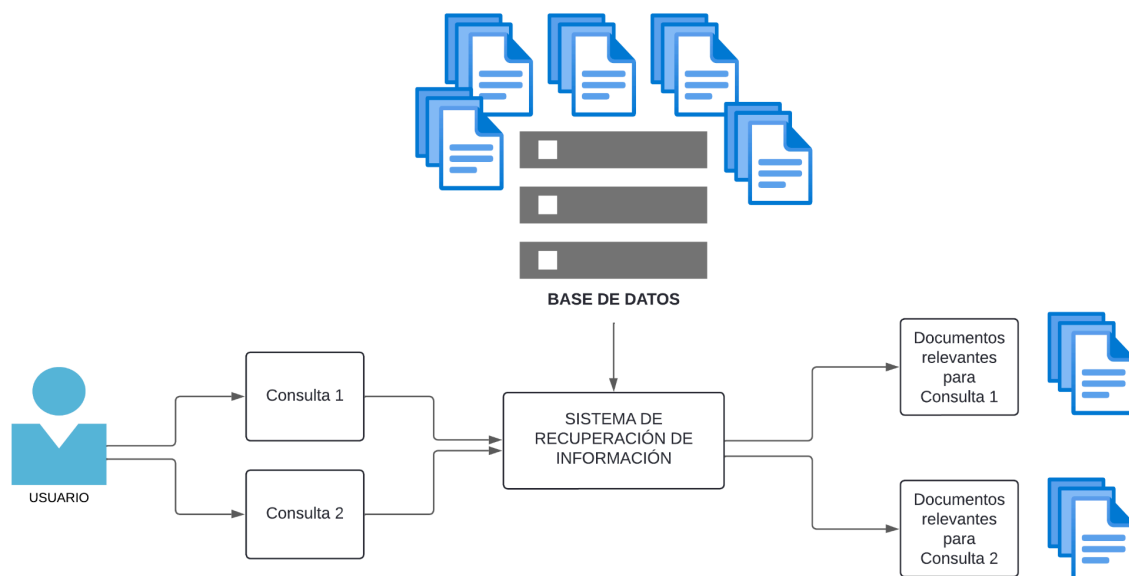 BASE DE DATOS
USUARIO
Consulta 1
Consulta 2
SISTEMA DE
RECUPERACIÓN DE
INFORMACIÓN
Documentos
relevantes
para
Consulta 1
Documentos
relevantes
para
Consulta 2